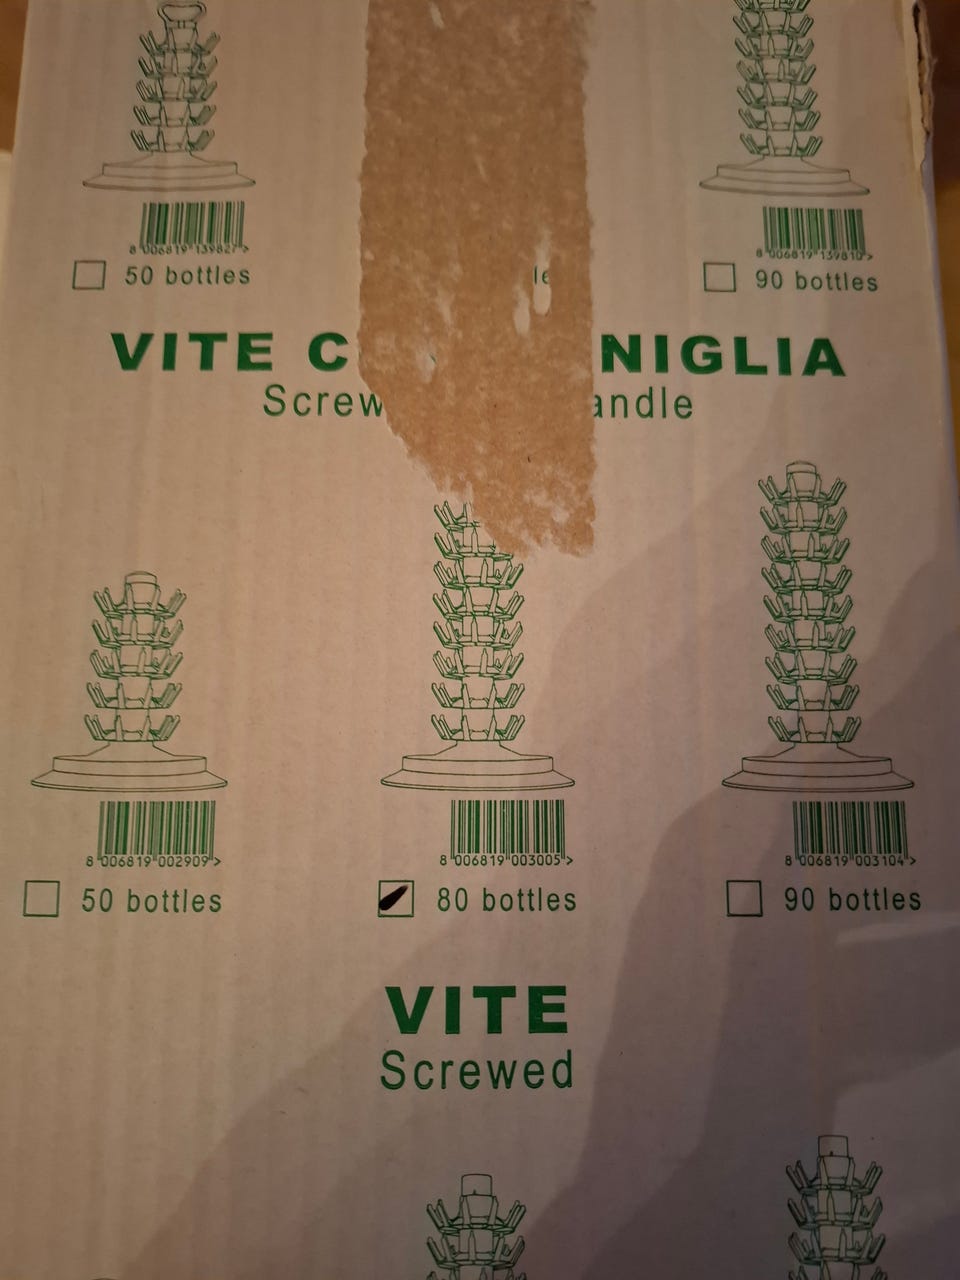 8 006819 139827 >
8 006819 139810 >
50 bottles
le
90 bottles
VITE C NIGLIA
Screw andle
8 006819 002909 >
8 006819 003005 >
8 006819 003104 >
50 bottles
80 bottles
90 bottles
VITE
Screwed